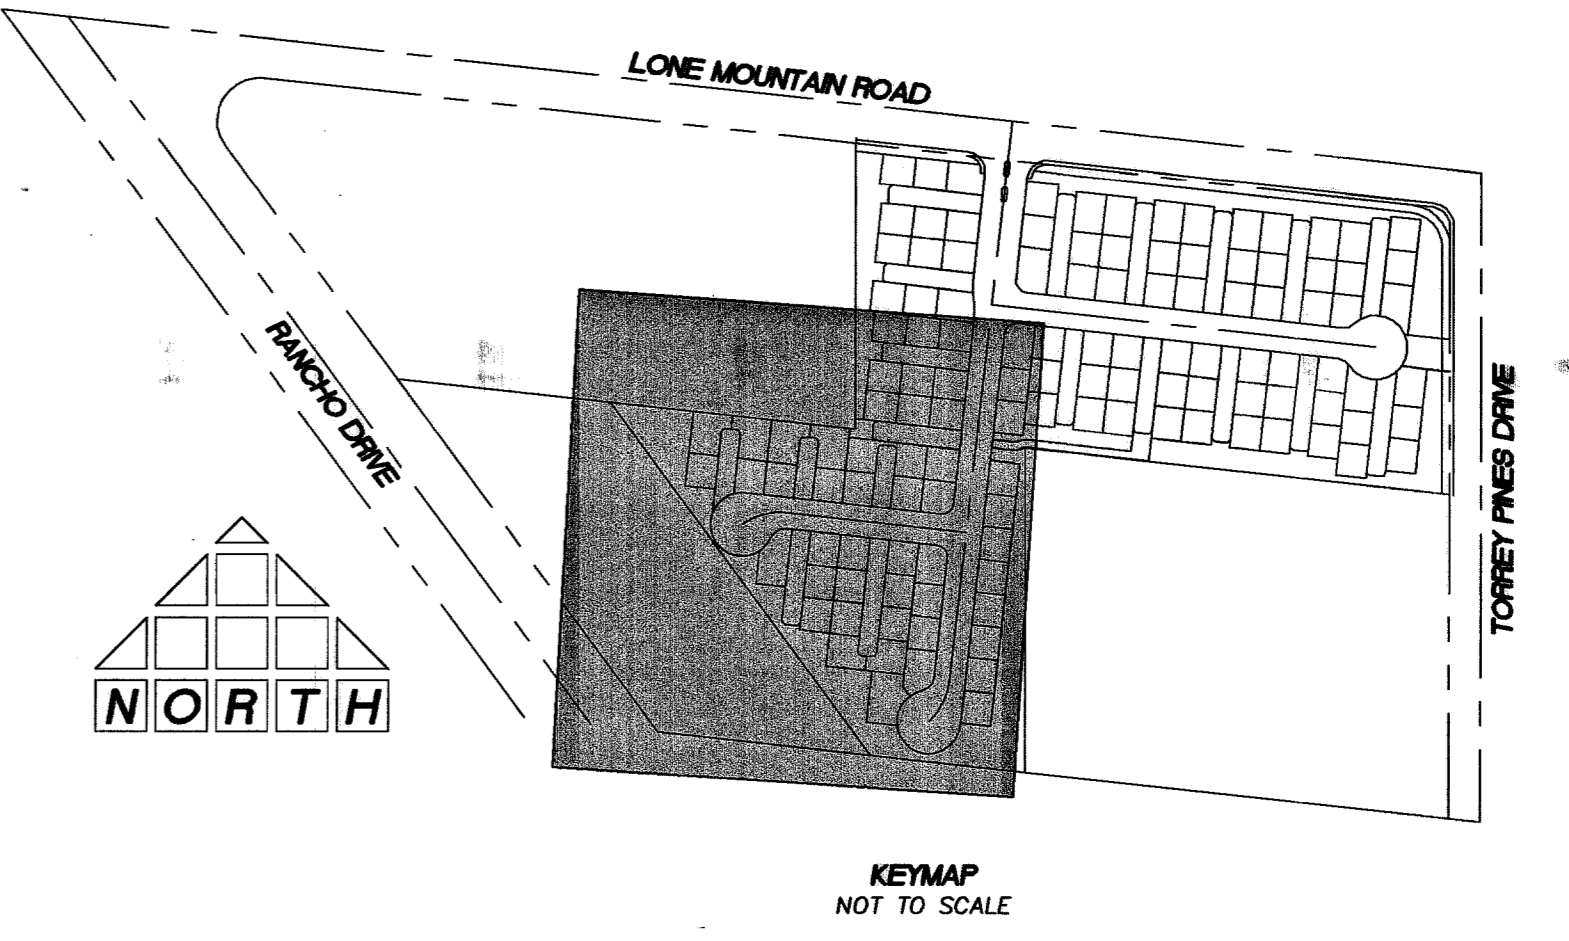 LONE MOUNTAIN ROAD
RANCHO DRIVE
TORREY PINES DRIVE
NORTH
KEYMAP
NOT TO SCALE